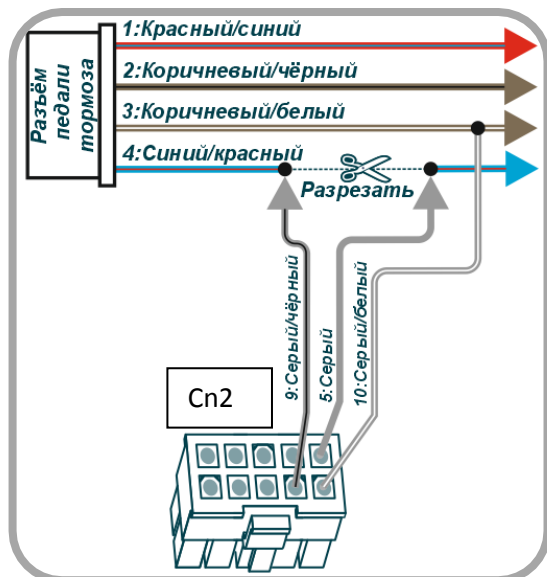 Разъём
педали
тормоза
1:Красный/синий
2:Коричневый/чёрный
3:Коричневый/белый
4:Синий/красный
Разрезать
9:Серый/чёрный
5:Серый
10:Серый/белый
Cn2